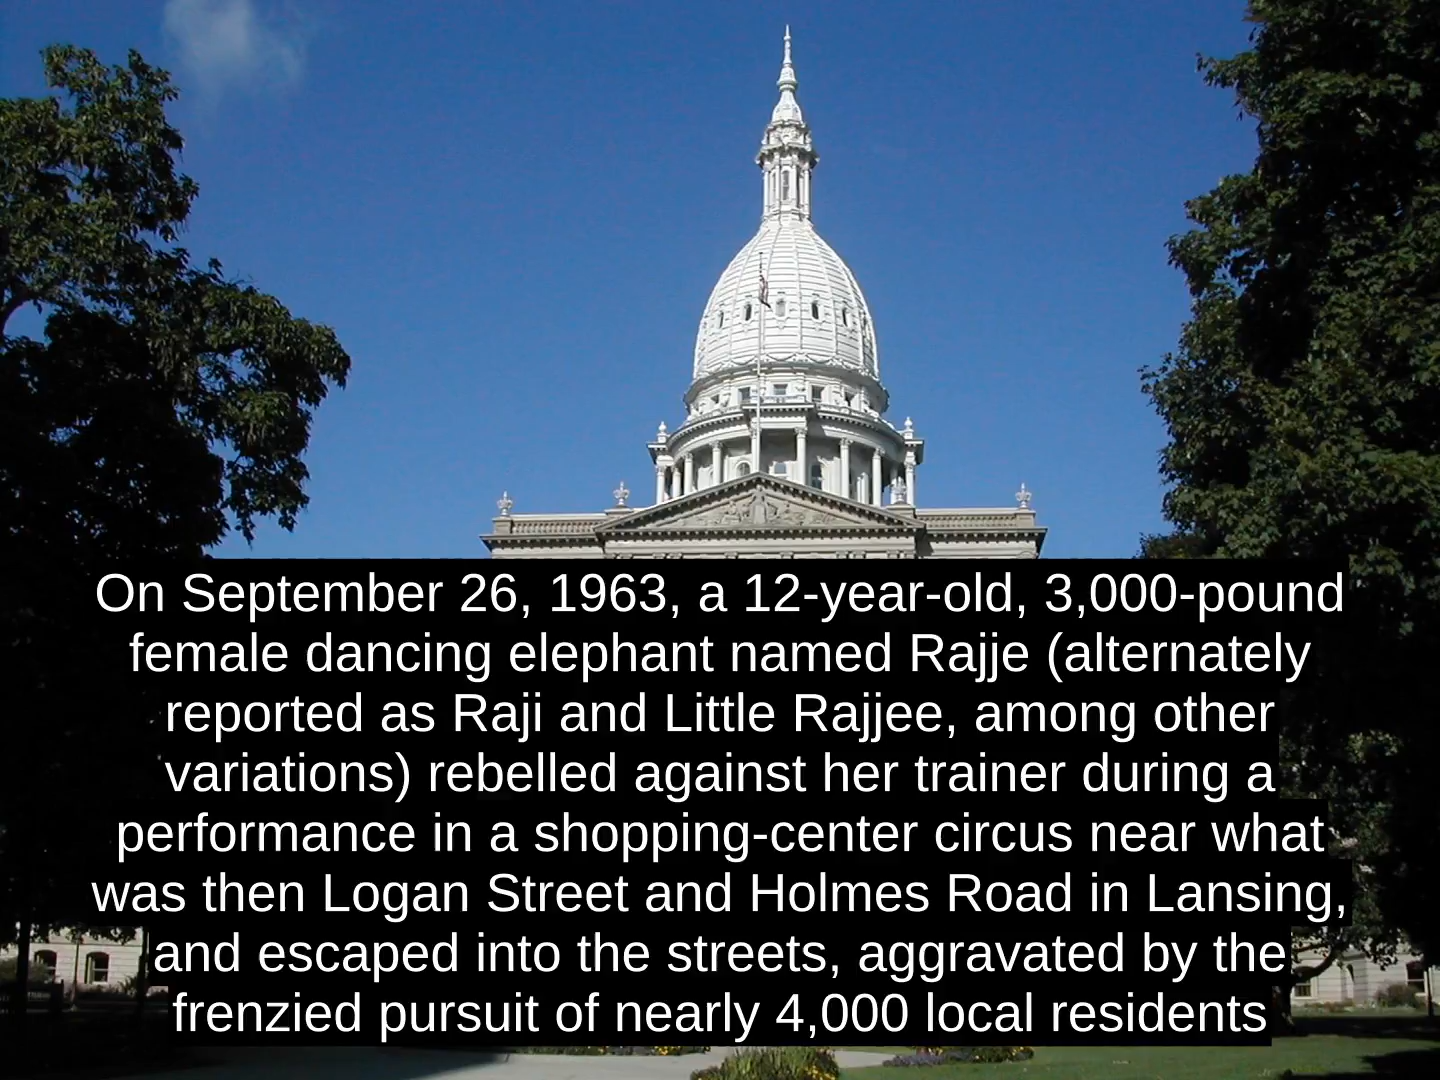 On September 26, 1963, a 12-year-old, 3,000-pound
female dancing elephant named Rajje (alternately
reported as Raji and Little Rajjee, among other
variations) rebelled against her trainer during a
performance in a shopping-center circus near what
was then Logan Street and Holmes Road in Lansing,
and escaped into the streets, aggravated by the
frenzied pursuit of nearly 4,000 local residents